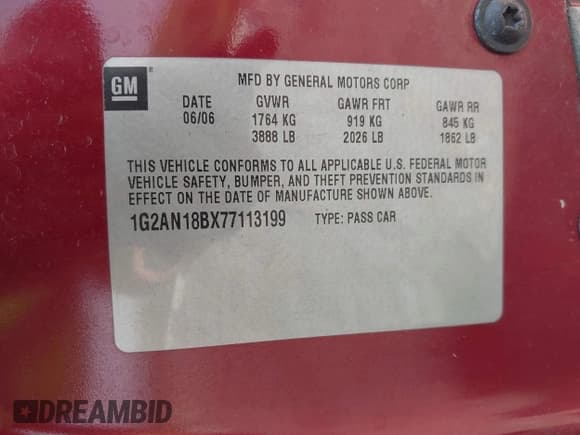 GM
MFD BY GENERAL MOTORS CORP
DATE GVWR GAWR FRT GAWR RR
06/06 1764 KG 919 KG 845 KG
3888 LB 2026 LB 1862 LB
THIS VEHICLE CONFORMS TO ALL APPLICABLE U.S. FEDERAL MOTOR
VEHICLE SAFETY, BUMPER, AND THEFT PREVENTION STANDARDS IN
EFFECT ON THE DATE OF MANUFACTURE SHOWN ABOVE.
1G2AN18BX77113199 TYPE: PASS CAR
DREAMBID